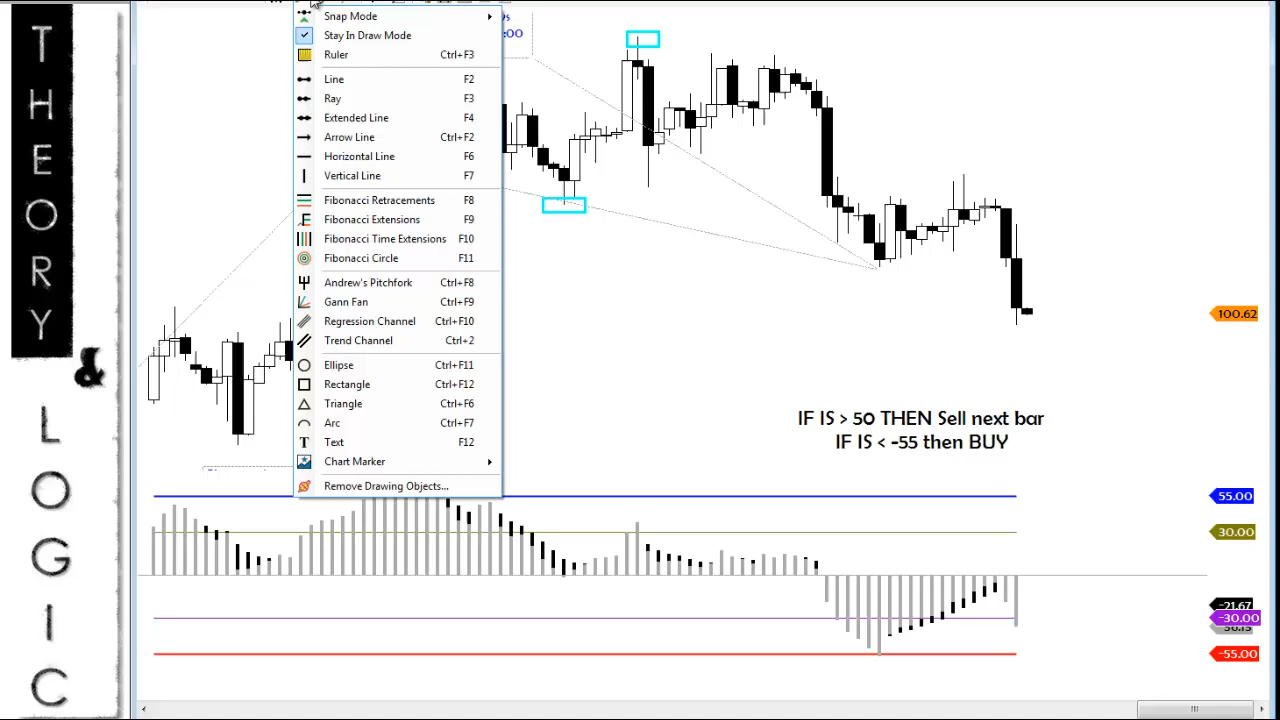 THEORY
&
LOGIC
Snap Mode
Stay In Draw Mode
Ruler Ctrl+F3
Line F2
Ray F3
Extended Line F4
Arrow Line Ctrl+F2
Horizontal Line F6
Vertical Line F7
Fibonacci Retracements F8
Fibonacci Extensions F9
Fibonacci Time Extensions F10
Fibonacci Circle F11
Andrew's Pitchfork Ctrl+F8
Gann Fan Ctrl+F9
Regression Channel Ctrl+F10
Trend Channel Ctrl+2
Ellipse Ctrl+F11
Rectangle Ctrl+F12
Triangle Ctrl+F6
Arc Ctrl+F7
Text F12
Chart Marker
Remove Drawing Objects...
:00
100.62
IF IS > 50 THEN Sell next bar
IF IS < -55 then BUY
55.00
30.00
-21.67
-30.00
-55.00